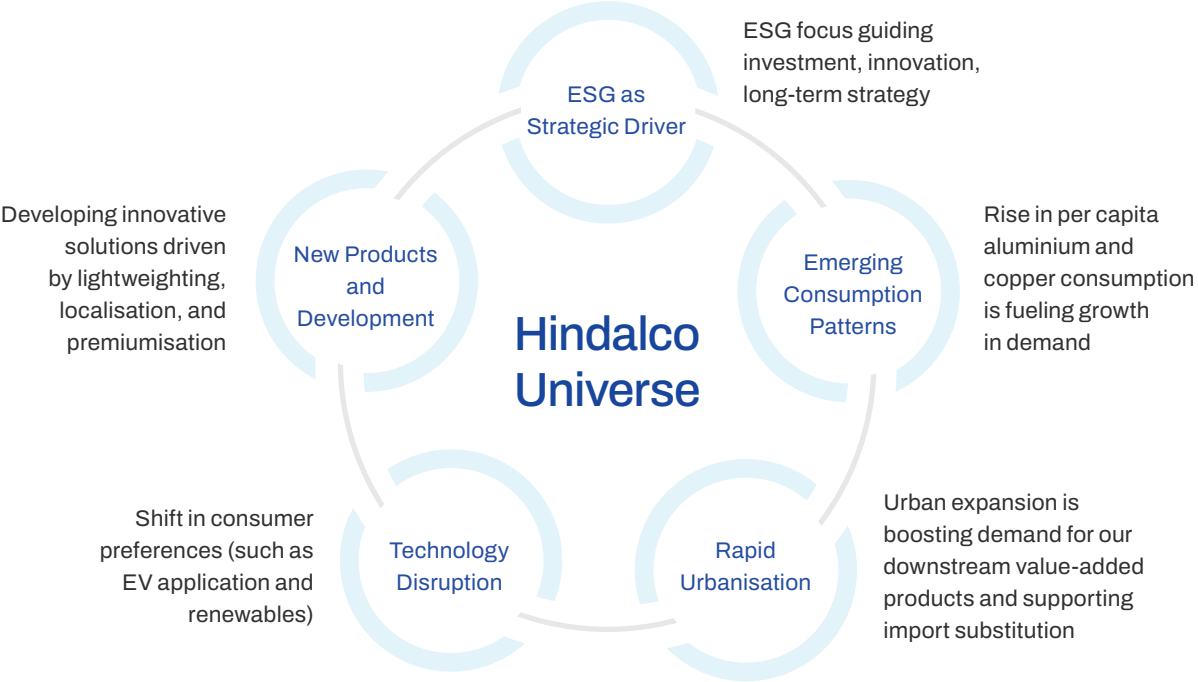 ESG as
Strategic Driver
ESG focus guiding
investment, innovation,
long-term strategy
Emerging
Consumption
Patterns
Rise in per capita
aluminium and
copper consumption
is fueling growth
in demand
Rapid
Urbanisation
Urban expansion is
boosting demand for our
downstream value-added
products and supporting
import substitution
Technology
Disruption
Shift in consumer
preferences (such as
EV application and
renewables)
New Products
and
Development
Developing innovative
solutions driven
by lightweighting,
localisation, and
premiumisation
Hindalco
Universe